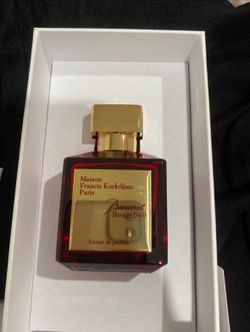 Maison
Francis Kurkdjian
Paris
Baccarat
Rouge 540
Extrait de parfum